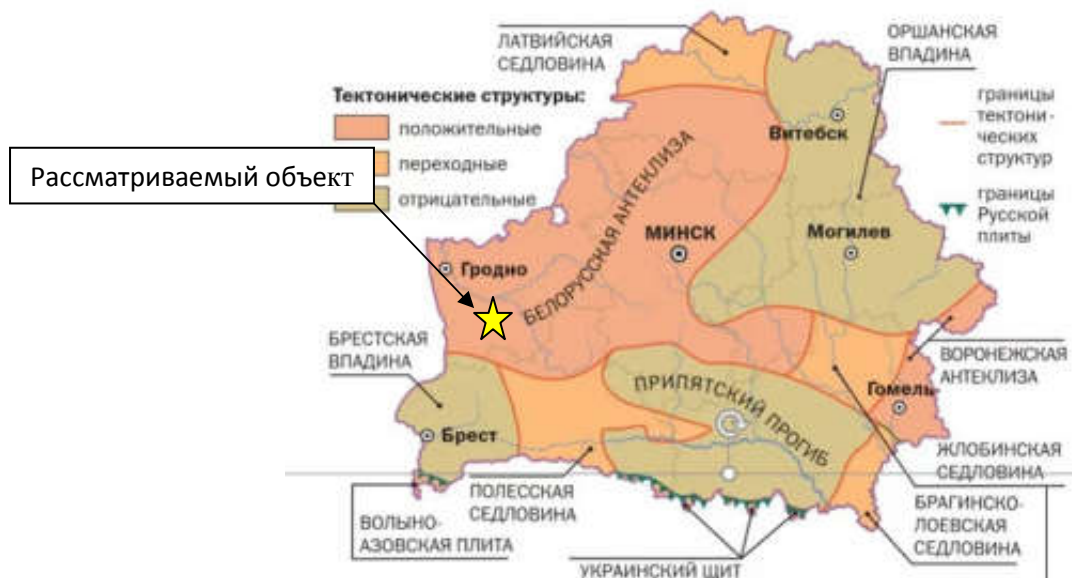 ЛАТВИЙСКАЯ
СЕДЛОВИНА
ОРШАНСКАЯ
ВПАДИНА
Тектонические структуры:
положительные
переходные
отрицательные
Рассматриваемый объект
границы
тектони-
ческих
структур
границы
Русской
плиты
Витебск
МИНСК
Могилев
Гродно
БЕЛОРУССКАЯ АНТЕКЛИЗА
БРЕСТСКАЯ
ВПАДИНА
ВОРОНЕЖСКАЯ
АНТЕКЛИЗА
Гомель
ПРИПЯТСКИЙ ПРОГИБ
Брест
ЖЛОБИНСКАЯ
СЕДЛОВИНА
ПОЛЕССКАЯ
СЕДЛОВИНА
БРАГИНСКО-
ЛОЕВСКАЯ
СЕДЛОВИНА
ВОЛЫНО-
АЗОВСКАЯ ПЛИТА
УКРАИНСКИЙ ЩИТ